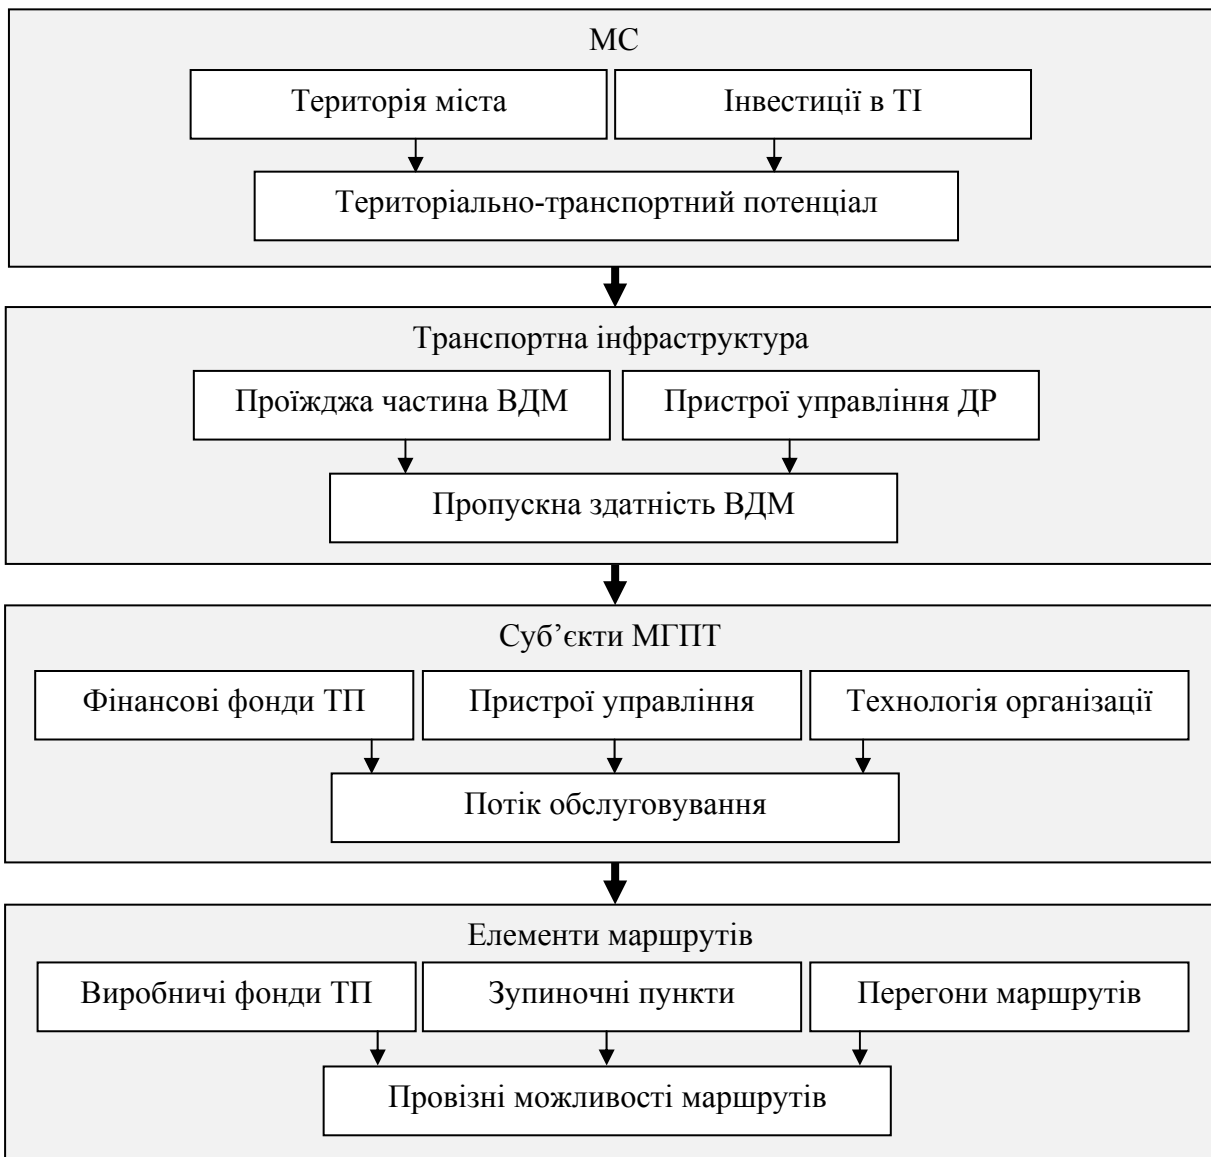 МС
Територія міста
Інвестиції в ТІ
Територіально-транспортний потенціал
Транспортна інфраструктура
Проїжджа частина ВДМ
Пристрої управління ДР
Пропускна здатність ВДМ
Суб’єкти МГПТ
Фінансові фонди ТП
Пристрої управління
Технологія організації
Потік обслуговування
Елементи маршрутів
Виробничі фонди ТП
Зупиночні пункти
Перегони маршрутів
Провізні можливості маршрутів